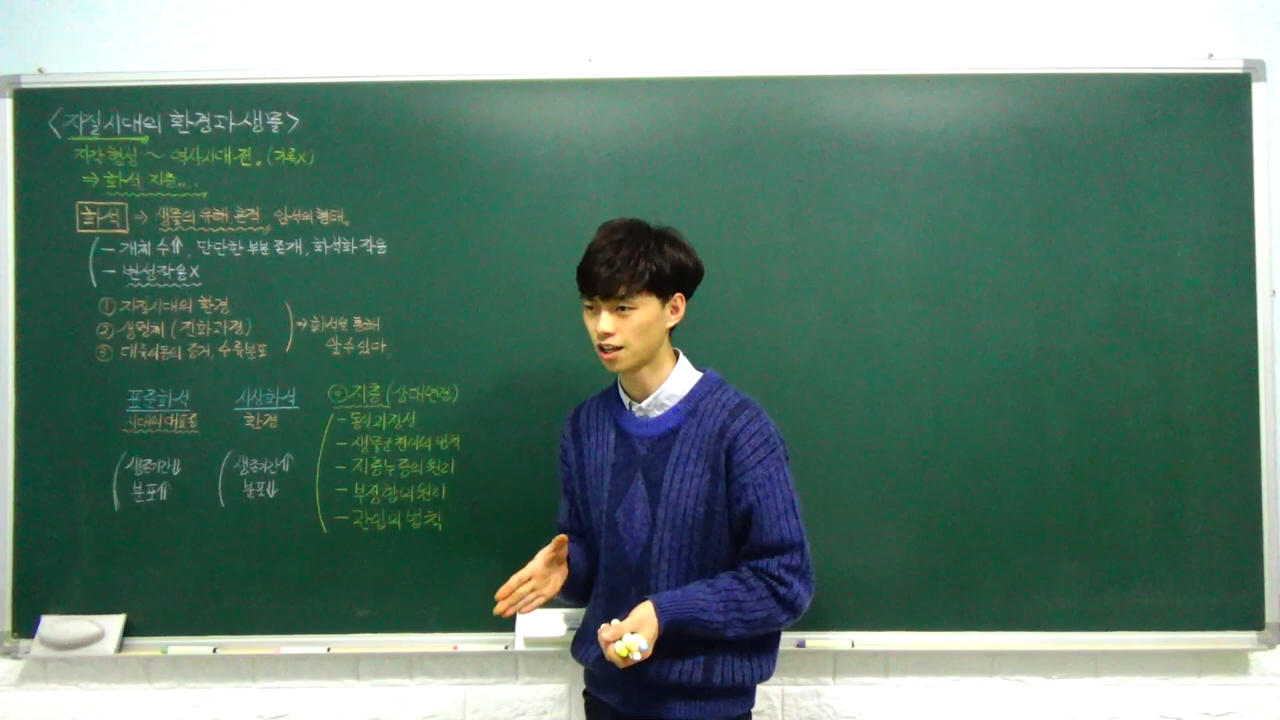 <지질시대의 환경과 생물>
지각 형성 ~ 역사시대 전. (기록X)
⇒ 화석, 지층....
화석 → 생물의 유해, 흔적, 암석의 형태.
- 개체 수⇑, 단단한 부분 존재, 화석화 작용
- 변성작용X
① 지질시대의 환경
② 생명체 (진화과정)
③ 대륙이동의 증거, 수륙분포
⇒ 화석을 통해
알 수 있다.
표준화석
시대의 대표로
생존기간⇓
분포⇑
시상화석
환경
생존기간⇑
분포⇓
지층 (상대연령)
- 동일과정설
- 생물군 천이의 법칙
- 지층누중의 원리
- 부정합의 원리
- 관입의 법칙